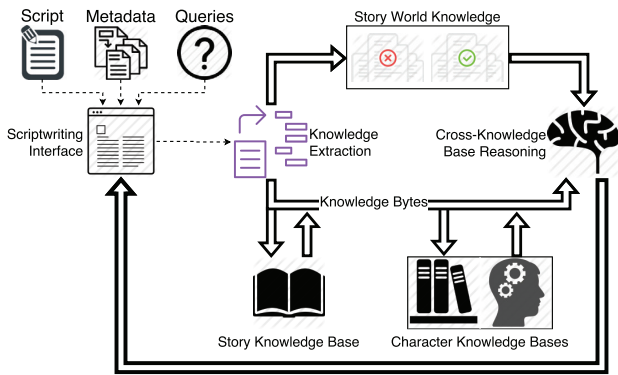 Script
Metadata
Queries
Story World Knowledge
Scriptwriting
Interface
Knowledge
Extraction
Cross-Knowledge
Base Reasoning
Knowledge Bytes
Story Knowledge Base
Character Knowledge Bases